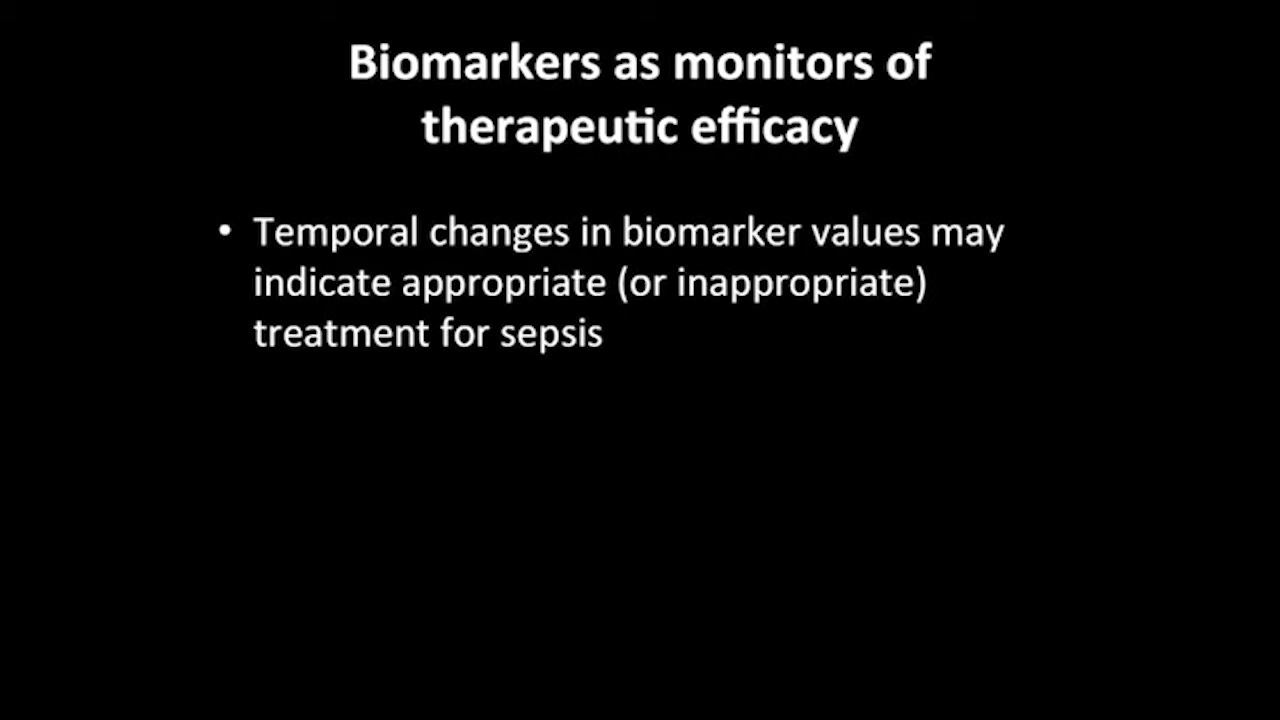 Biomarkers as monitors of
therapeutic efficacy
• Temporal changes in biomarker values may
indicate appropriate (or inappropriate)
treatment for sepsis